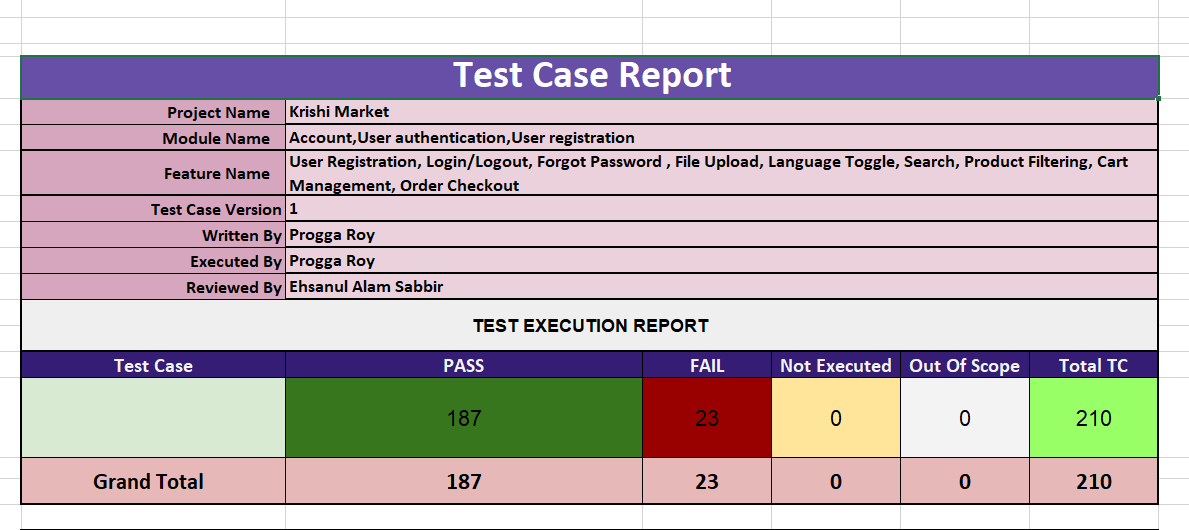 Test Case Report
Project Name Krishi Market
Module Name Account,User authentication,User registration
Feature Name User Registration, Login/Logout, Forgot Password , File Upload, Language Toggle, Search, Product Filtering, Cart
Management, Order Checkout
Test Case Version 1
Written By Progga Roy
Executed By Progga Roy
Reviewed By Ehsanul Alam Sabbir
TEST EXECUTION REPORT
Test Case PASS FAIL Not Executed Out Of Scope Total TC
187 23 0 0 210
Grand Total 187 23 0 0 210